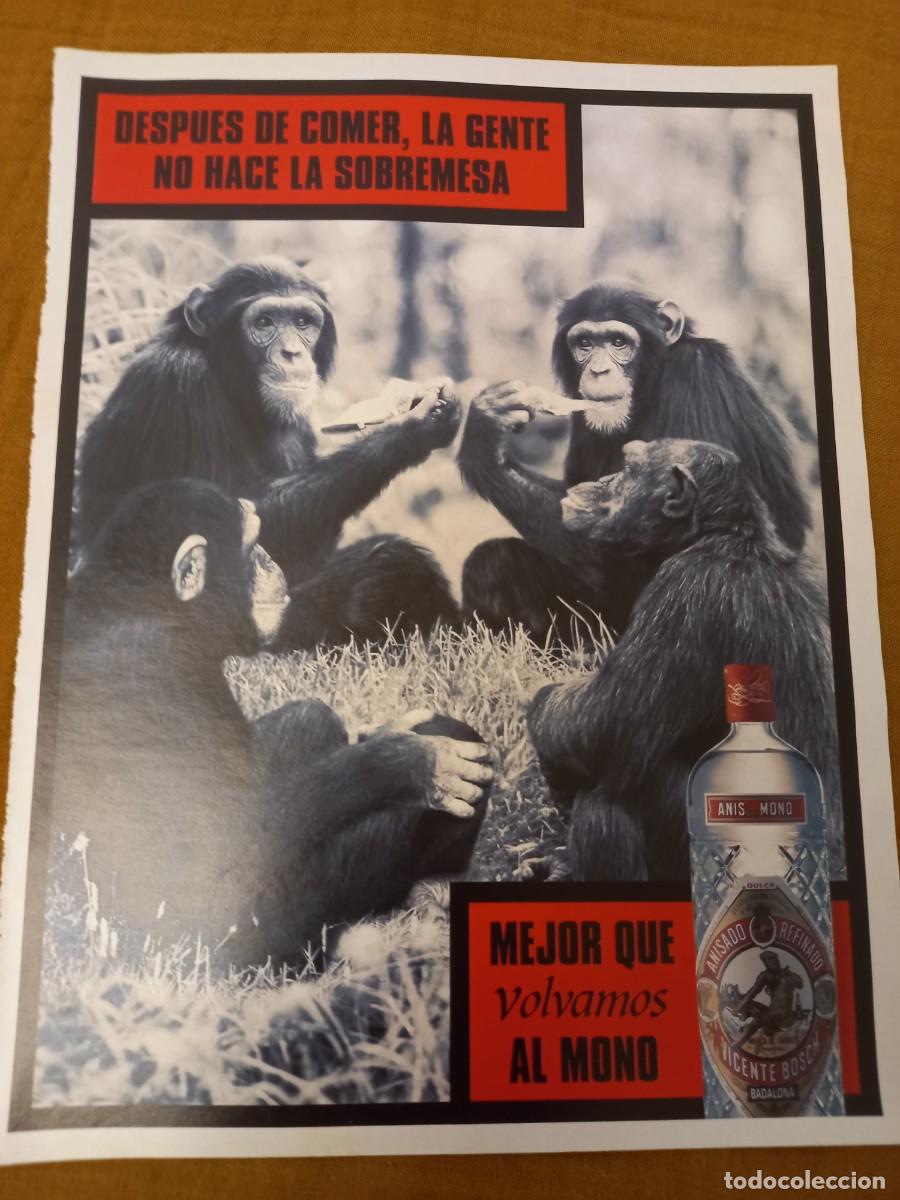 DESPUES DE COMER, LA GENTE
NO HACE LA SOBREMESA
ANIS DEL MONO
DULCE
ANISADO REFINADO
VICENTE BOSCH
BADALONA
MEJOR QUE
Volvamos
AL MONO
todocoleccion